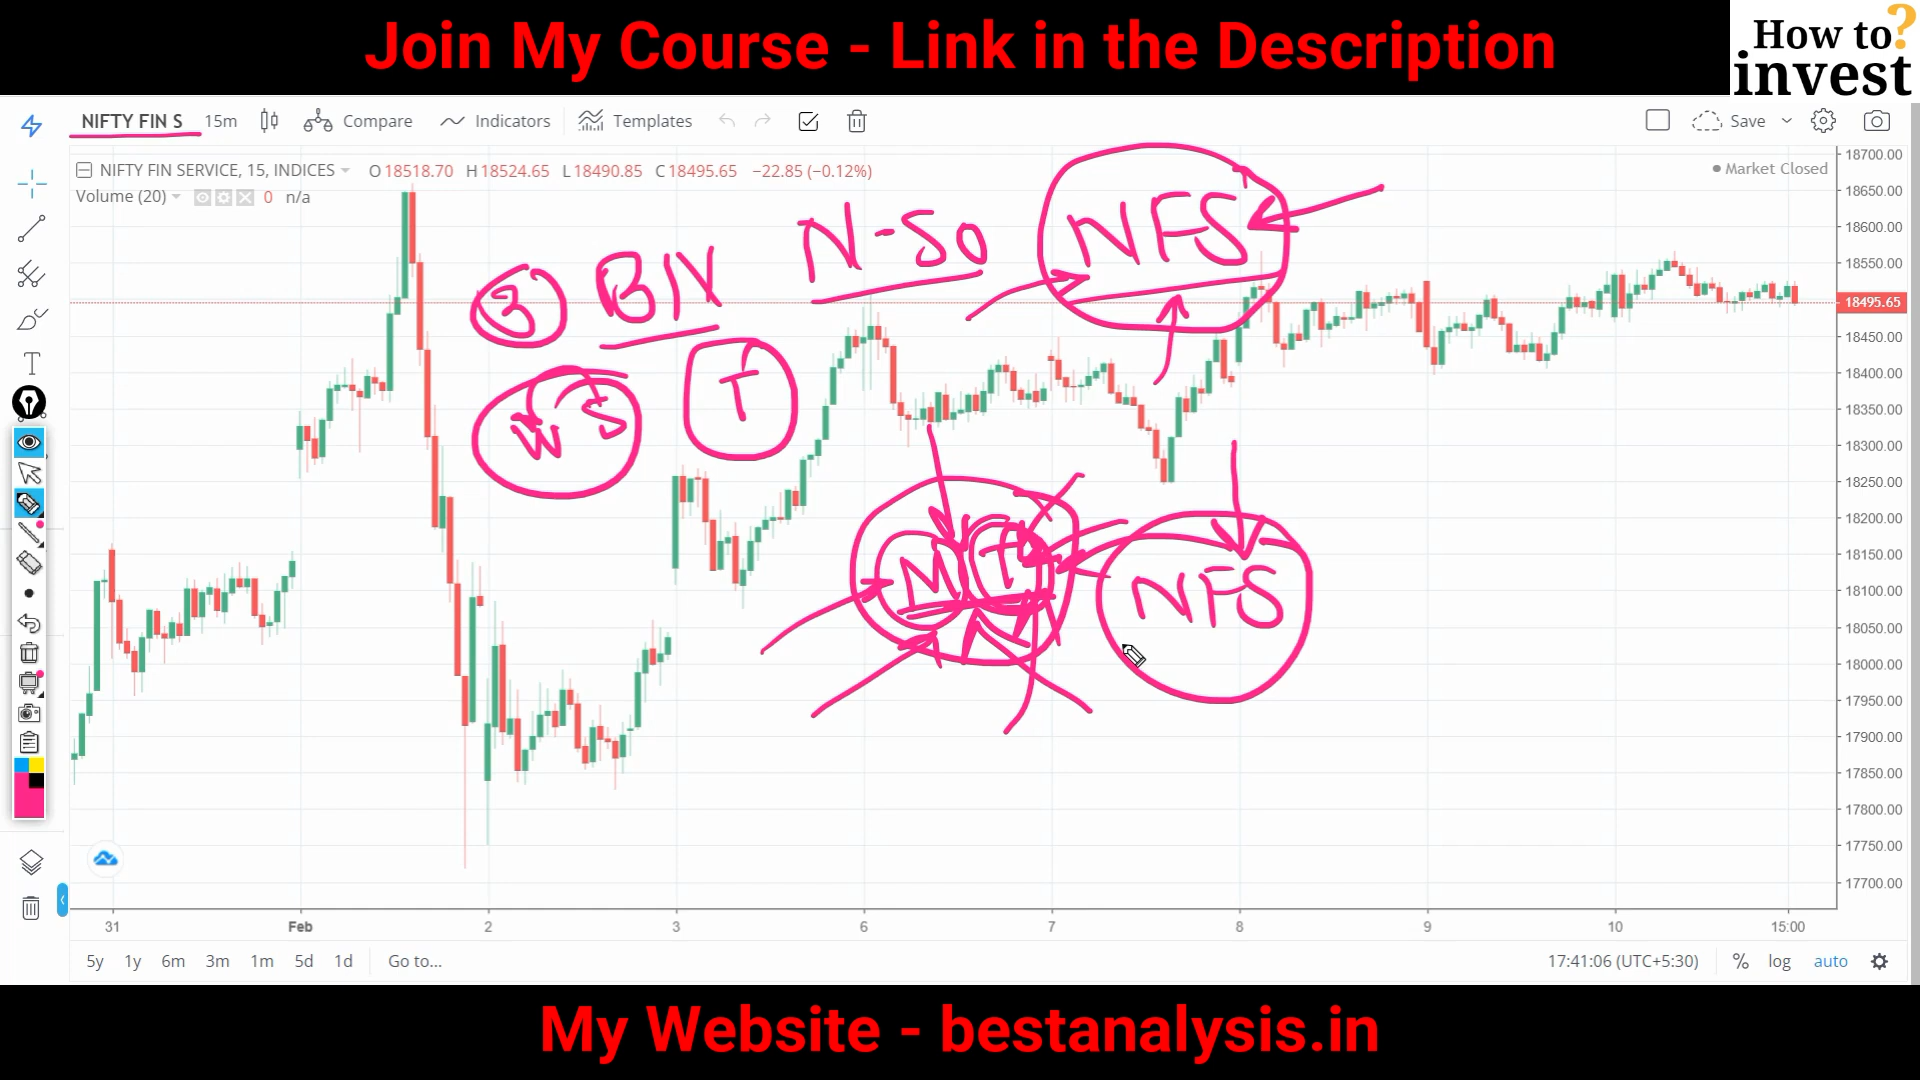 Join My Course - Link in the Description
How to?
invest
NIFTY FIN S 15m Compare Indicators Templates Save
NIFTY FIN SERVICE, 15, INDICES O18518.70 H18524.65 L18490.85 C18495.65 −22.85 (−0.12%)
Market Closed
Volume (20) 0 n/a
18700.00
18650.00
18600.00
18550.00
18495.65
18450.00
18400.00
18350.00
18300.00
18250.00
18200.00
18150.00
18100.00
18050.00
18000.00
17950.00
17900.00
17850.00
17800.00
17750.00
17700.00
N-50 NFS
3
WS T
M T NFS
31 Feb 2 3 6 7 8 9 10 15:00
5y 1y 6m 3m 1m 5d 1d Go to... 17:41:06 (UTC+5:30) % log auto
My Website - bestanalysis.in